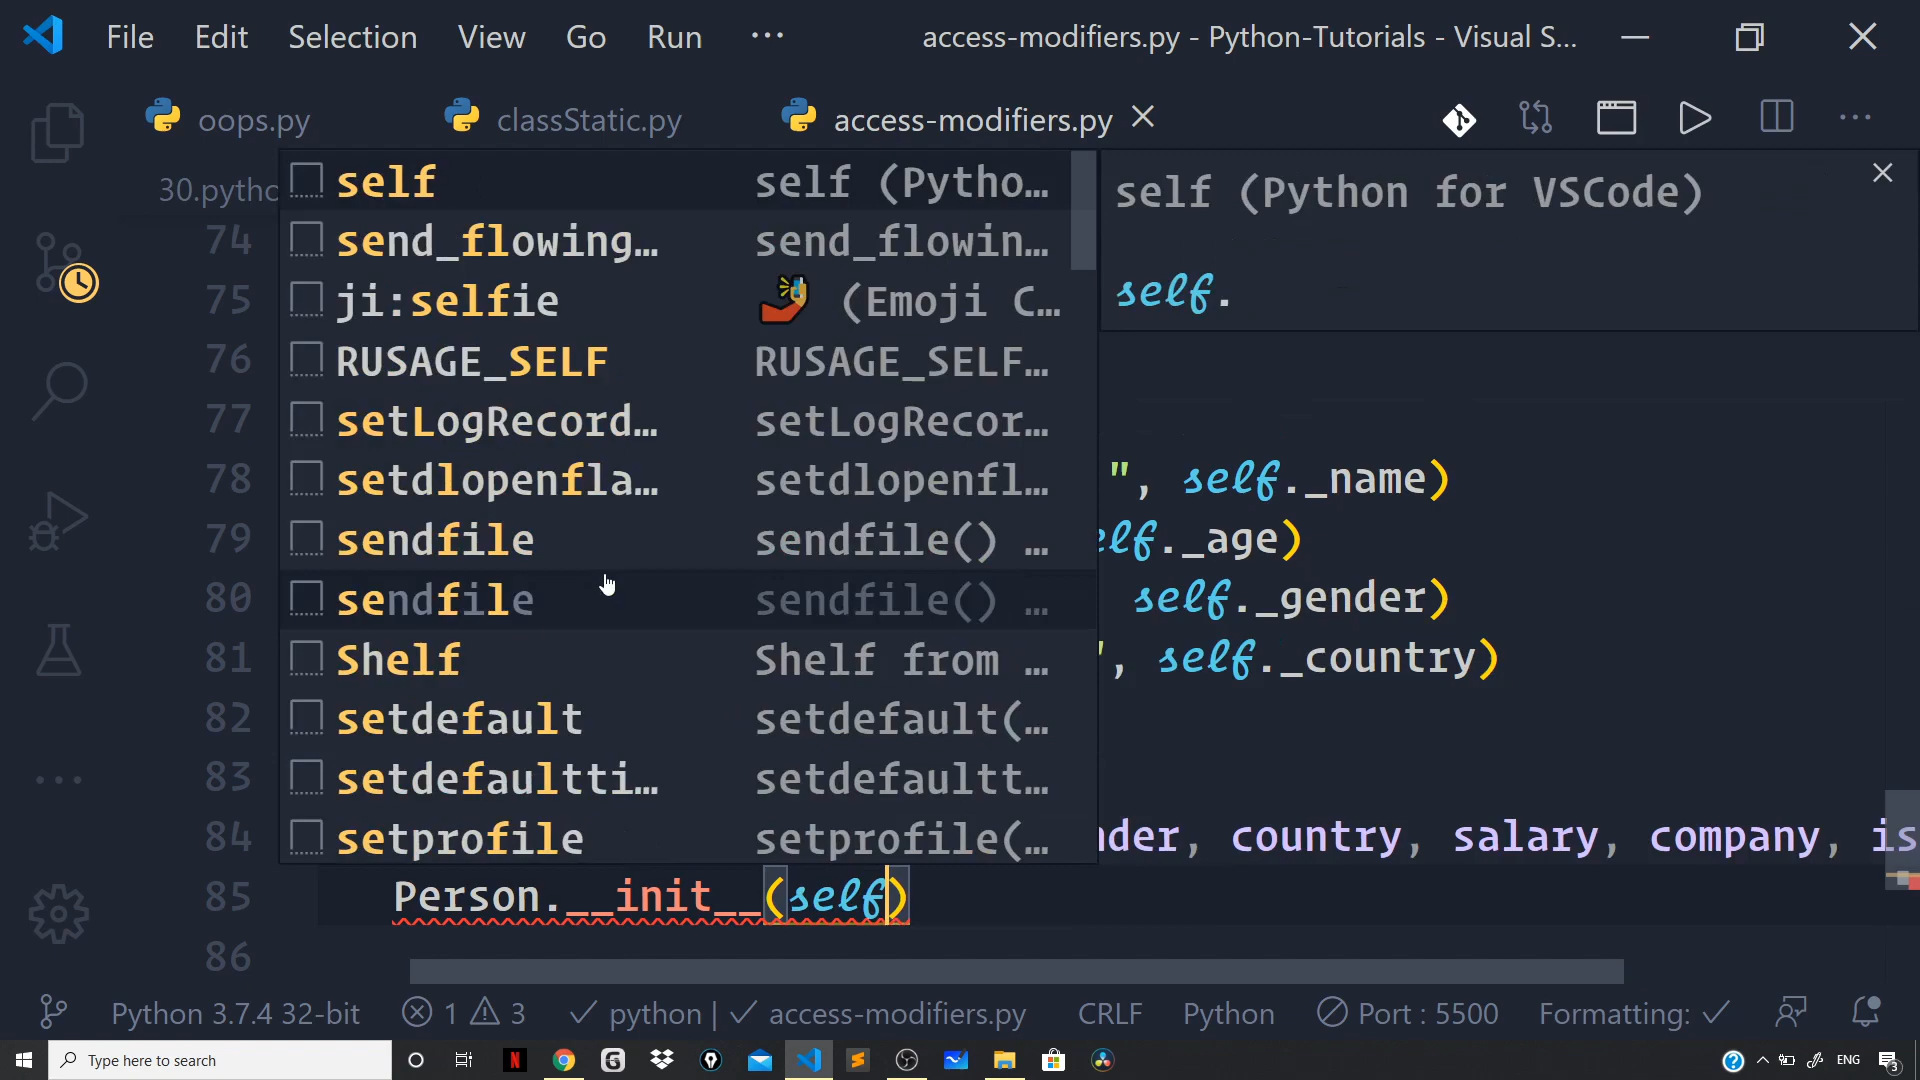 File Edit Selection View Go Run ··· access-modifiers.py - Python-Tutorials - Visual S...
oops.py classStatic.py access-modifiers.py
30.pytho
self self (Pytho…
send_flowing… send_flowin…
ji:selfie (Emoji C…
RUSAGE_SELF RUSAGE_SELF…
setLogRecord… setLogRecor…
setdlopenfla… setdlopenfl…
sendfile sendfile() …
sendfile sendfile() …
Shelf Shelf from …
setdefault setdefault(…
setdefaultti… setdefaultt…
setprofile setprofile(…
self (Python for VSCode)
self.
74
75
76
77
78 ", self._name)
79 elf._age)
80 self._gender)
81 ", self._country)
82
83
84 nder, country, salary, company, is
85 Person.__init__(self)
86
Python 3.7.4 32-bit 1 3 python | access-modifiers.py CRLF Python Port : 5500 Formatting:
Type here to search ENG 3